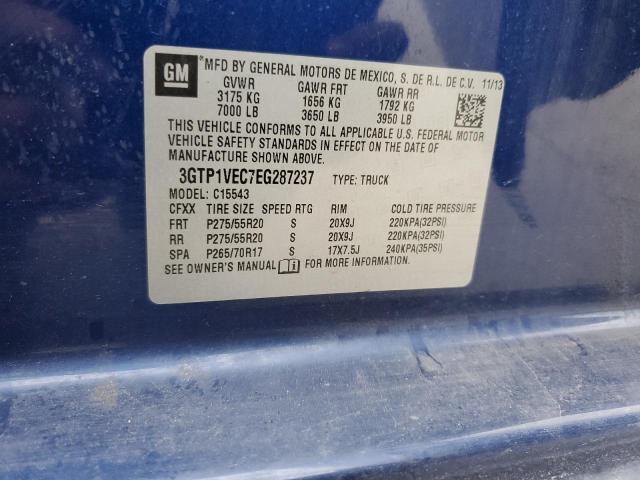 GM
*MFD BY GENERAL MOTORS DE MEXICO, S. DE R.L. DE C.V. 11/13
GVWR GAWR FRT GAWR RR
3175 KG 1656 KG 1792 KG
7000 LB 3650 LB 3950 LB
THIS VEHICLE CONFORMS TO ALL APPLICABLE U.S. FEDERAL MOTOR
VEHICLE SAFETY STANDARDS IN EFFECT ON THE DATE OF
MANUFACTURE SHOWN ABOVE.
3GTP1VEC7EG287237 TYPE: TRUCK
MODEL: C15543
CFXX TIRE SIZE SPEED RTG RIM COLD TIRE PRESSURE
FRT P275/55R20 S 20X9J 220KPA(32PSI)
RR P275/55R20 S 20X9J 220KPA(32PSI)
SPA P265/70R17 S 17X7.5J 240KPA(35PSI)
SEE OWNER'S MANUAL FOR MORE INFORMATION.